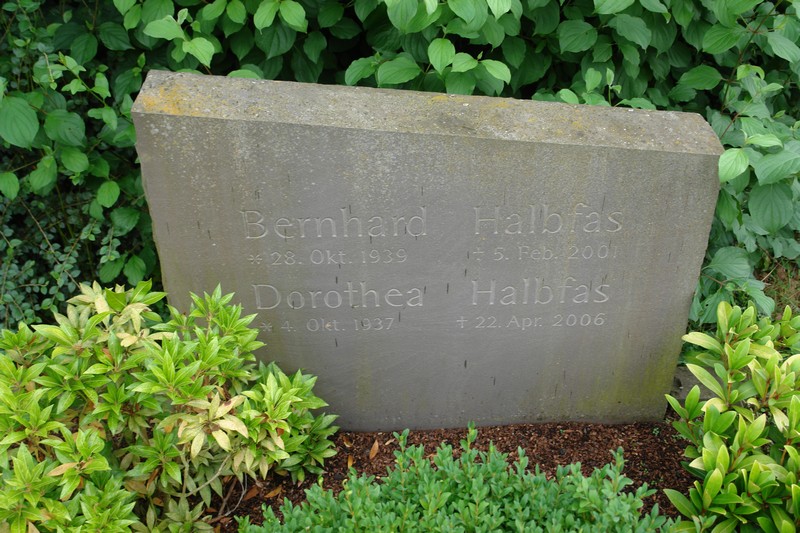 Bernhard Halbfas
* 28. Okt. 1939 † 5. Feb. 2001
Dorothea Halbfas
* 4. Okt. 1937 † 22. Apr. 2006